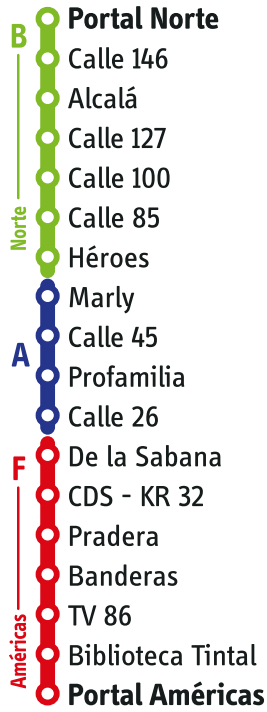 B
Norte
Portal Norte
Calle 146
Alcalá
Calle 127
Calle 100
Calle 85
Héroes
A
Marly
Calle 45
Profamilia
Calle 26
F
Américas
De la Sabana
CDS - KR 32
Pradera
Banderas
TV 86
Biblioteca Tintal
Portal Américas